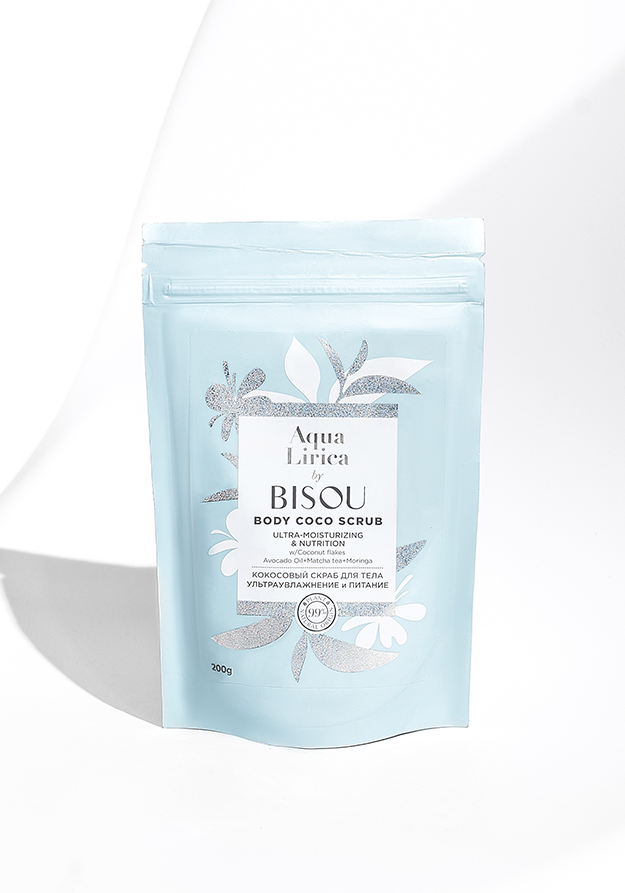 Aqua
Lirica
by
BISOU
BODY COCO SCRUB
ULTRA-MOISTURIZING
& NUTRITION
w/Coconut flakes
Avocado Oil+Matcha tea+Moringa
КОКОСОВЫЙ СКРАБ ДЛЯ ТЕЛА
УЛЬТРАУВЛАЖНЕНИЕ и ПИТАНИЕ
99%
200g